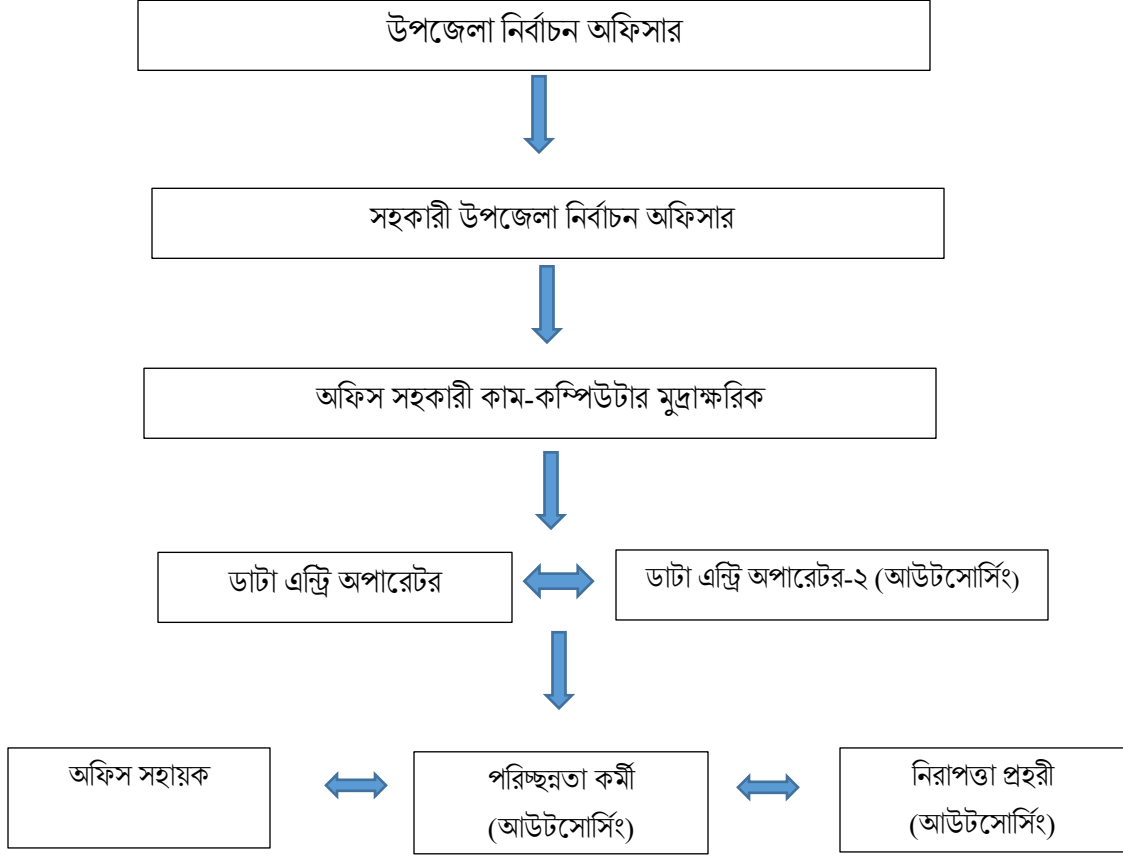 উপজেলা নির্বাচন অফিসার
সহকারী উপজেলা নির্বাচন অফিসার
অফিস সহকারী কাম-কম্পিউটার মুদ্রাক্ষরিক
ডাটা এন্ট্রি অপারেটর
ডাটা এন্ট্রি অপারেটর-২ (আউটসোর্সিং)
অফিস সহায়ক
পরিচ্ছন্নতা কর্মী
(আউটসোর্সিং)
নিরাপত্তা প্রহরী
(আউটসোর্সিং)